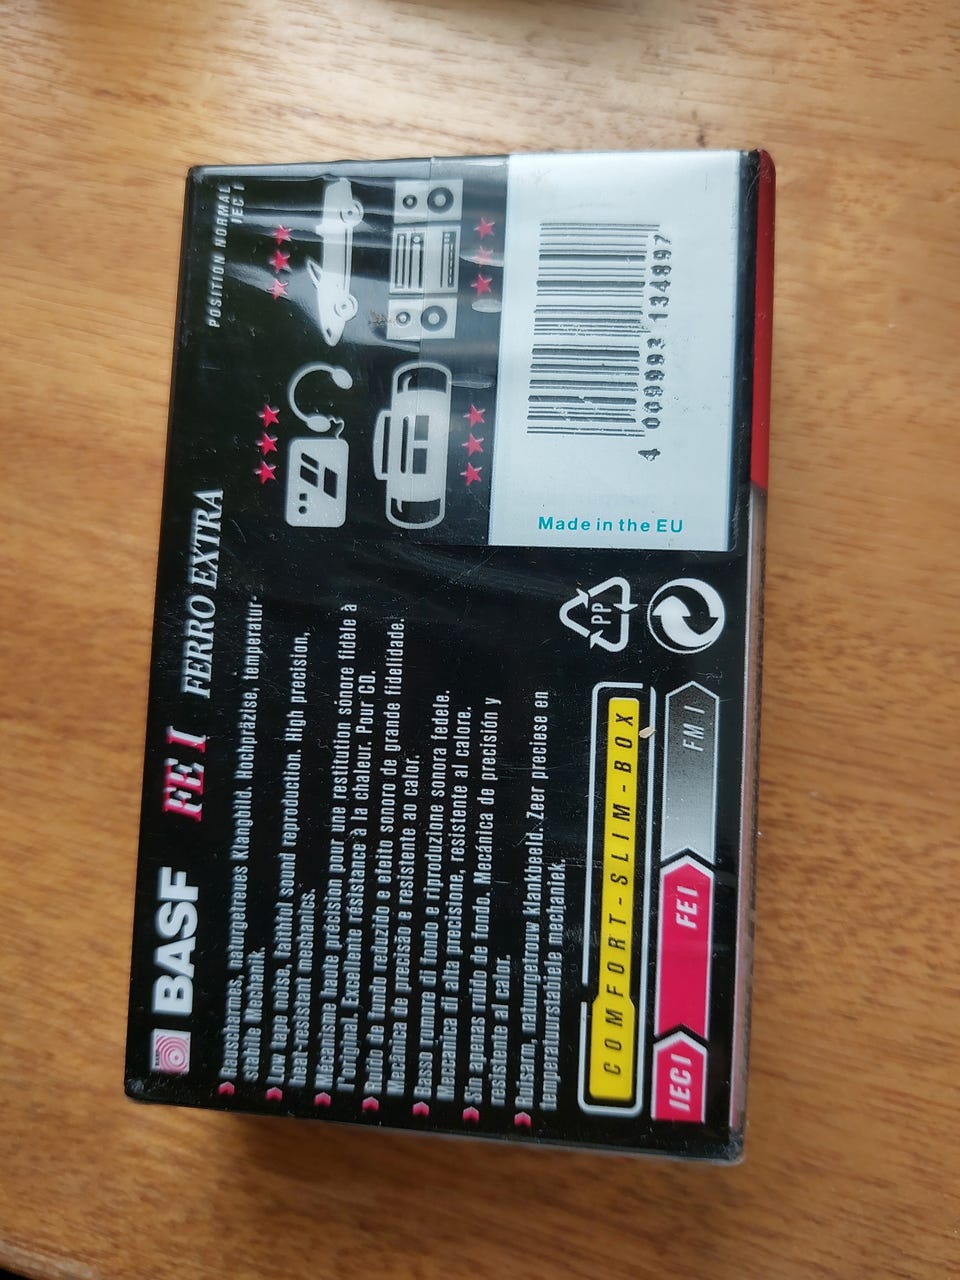 BASF FE I FERRO EXTRA
POSITION NORMAL
IEC I
Rauscharmes, naturgetreues Klangbild. Hochpräzise, temperatur-
stabile Mechanik.
Low tape noise, faithful sound reproduction. High precision,
heat-resistant mechanics.
Mécanisme haute précision pour une restitution sonore fidèle à
l'original. Excellente résistance à la chaleur. Pour CD.
Ruído de fundo reduzido e efeito sonoro de grande fidelidade.
Mecânica de precisão e resistente ao calor.
Basso rumore di fondo e riproduzione sonora fedele.
Meccanica di alta precisione, resistente al calore.
Sin apenas ruido de fondo. Mecánica de precisión y
resistente al calor.
Ruisarm, natuurgetrouw klankbeeld. Zeer preciese en
temperatuurstabiele mechaniek.
COMFORT-SLIM-BOX
IEC I FE I FM I
PP
Made in the EU
4 009993 134897